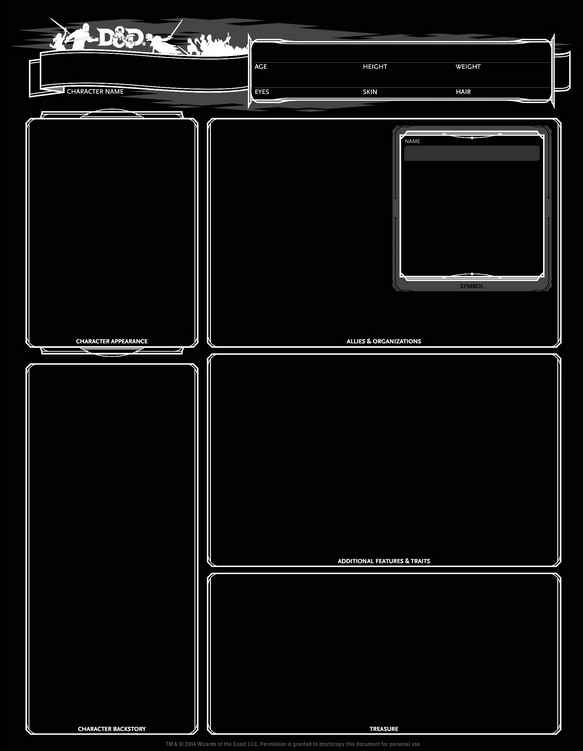 D&D
AGE HEIGHT WEIGHT
CHARACTER NAME
EYES SKIN HAIR
NAME
SYMBOL
CHARACTER APPEARANCE
ALLIES & ORGANIZATIONS
ADDITIONAL FEATURES & TRAITS
CHARACTER BACKSTORY
TREASURE
TM & © 2014 Wizards of the Coast LLC. Permission is granted to photocopy this document for personal use.